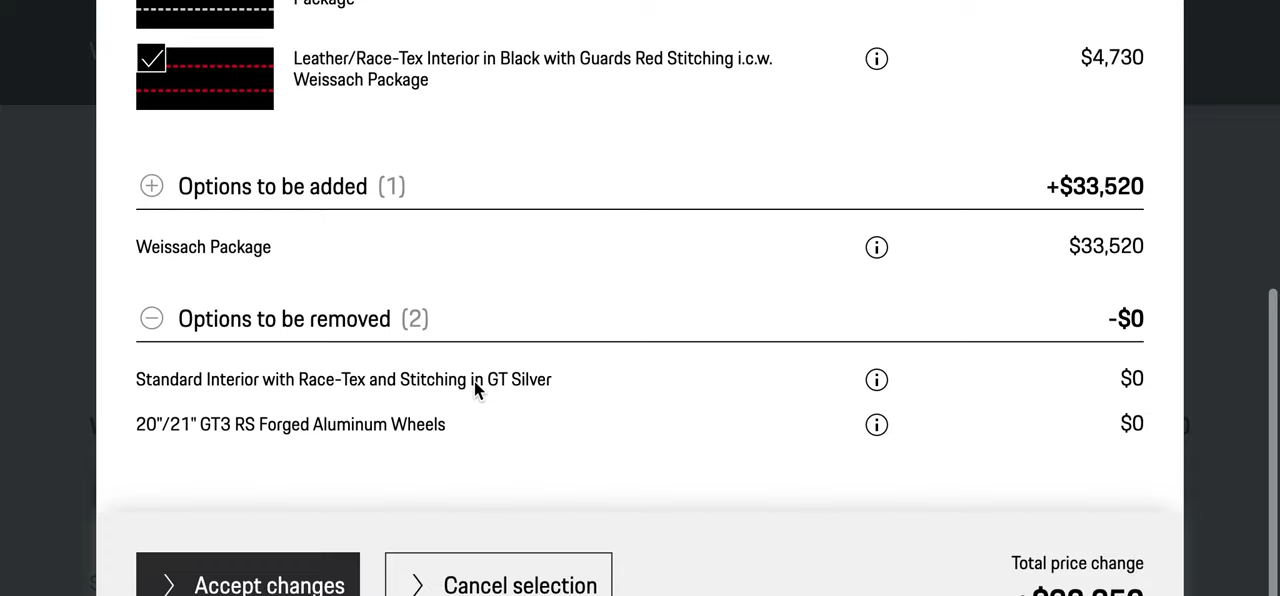 Package
Leather/Race-Tex Interior in Black with Guards Red Stitching i.c.w.
Weissach Package
$4,730
Options to be added (1)
+$33,520
Weissach Package
$33,520
Options to be removed (2)
-$0
Standard Interior with Race-Tex and Stitching in GT Silver
$0
20"/21" GT3 RS Forged Aluminum Wheels
$0
Accept changes
Cancel selection
Total price change